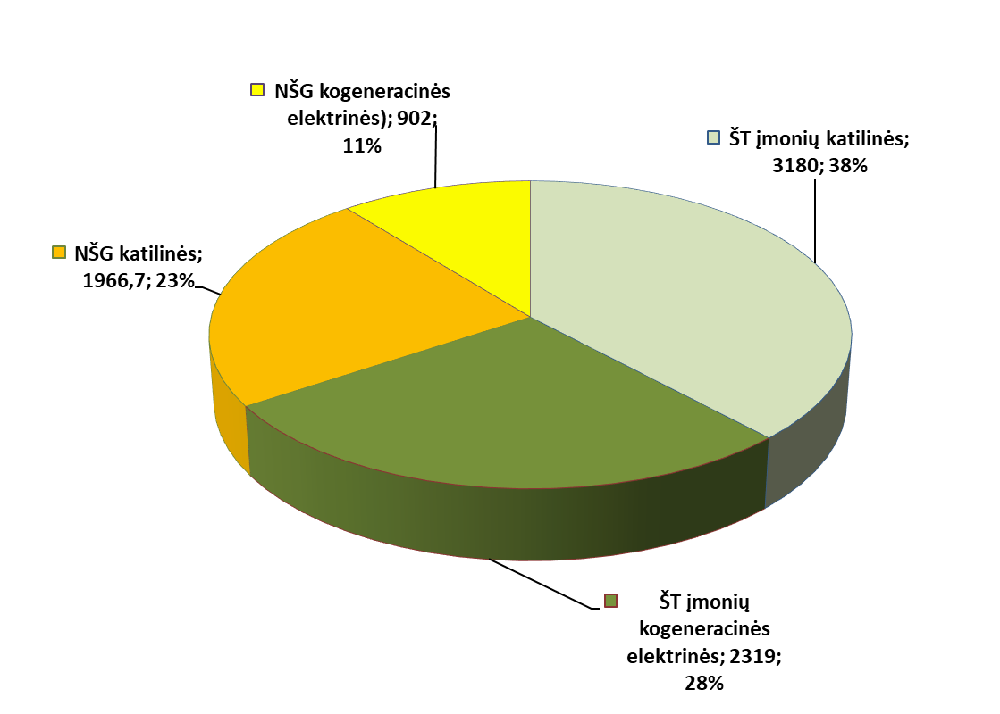 NŠG kogeneracinės
elektrinės); 902;
11%
ŠT įmonių katilinės;
3180; 38%
NŠG katilinės;
1966,7; 23%
ŠT įmonių
kogeneracinės
elektrinės; 2319;
28%